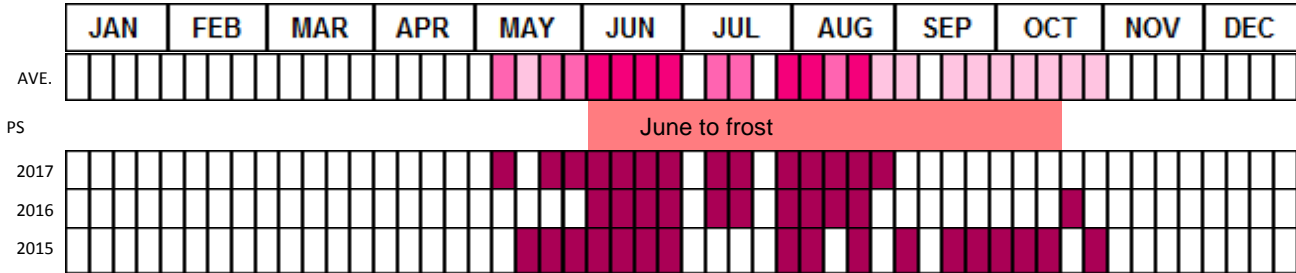 JAN FEB MAR APR MAY JUN JUL AUG SEP OCT NOV DEC
AVE.
PS June to frost
2017
2016
2015